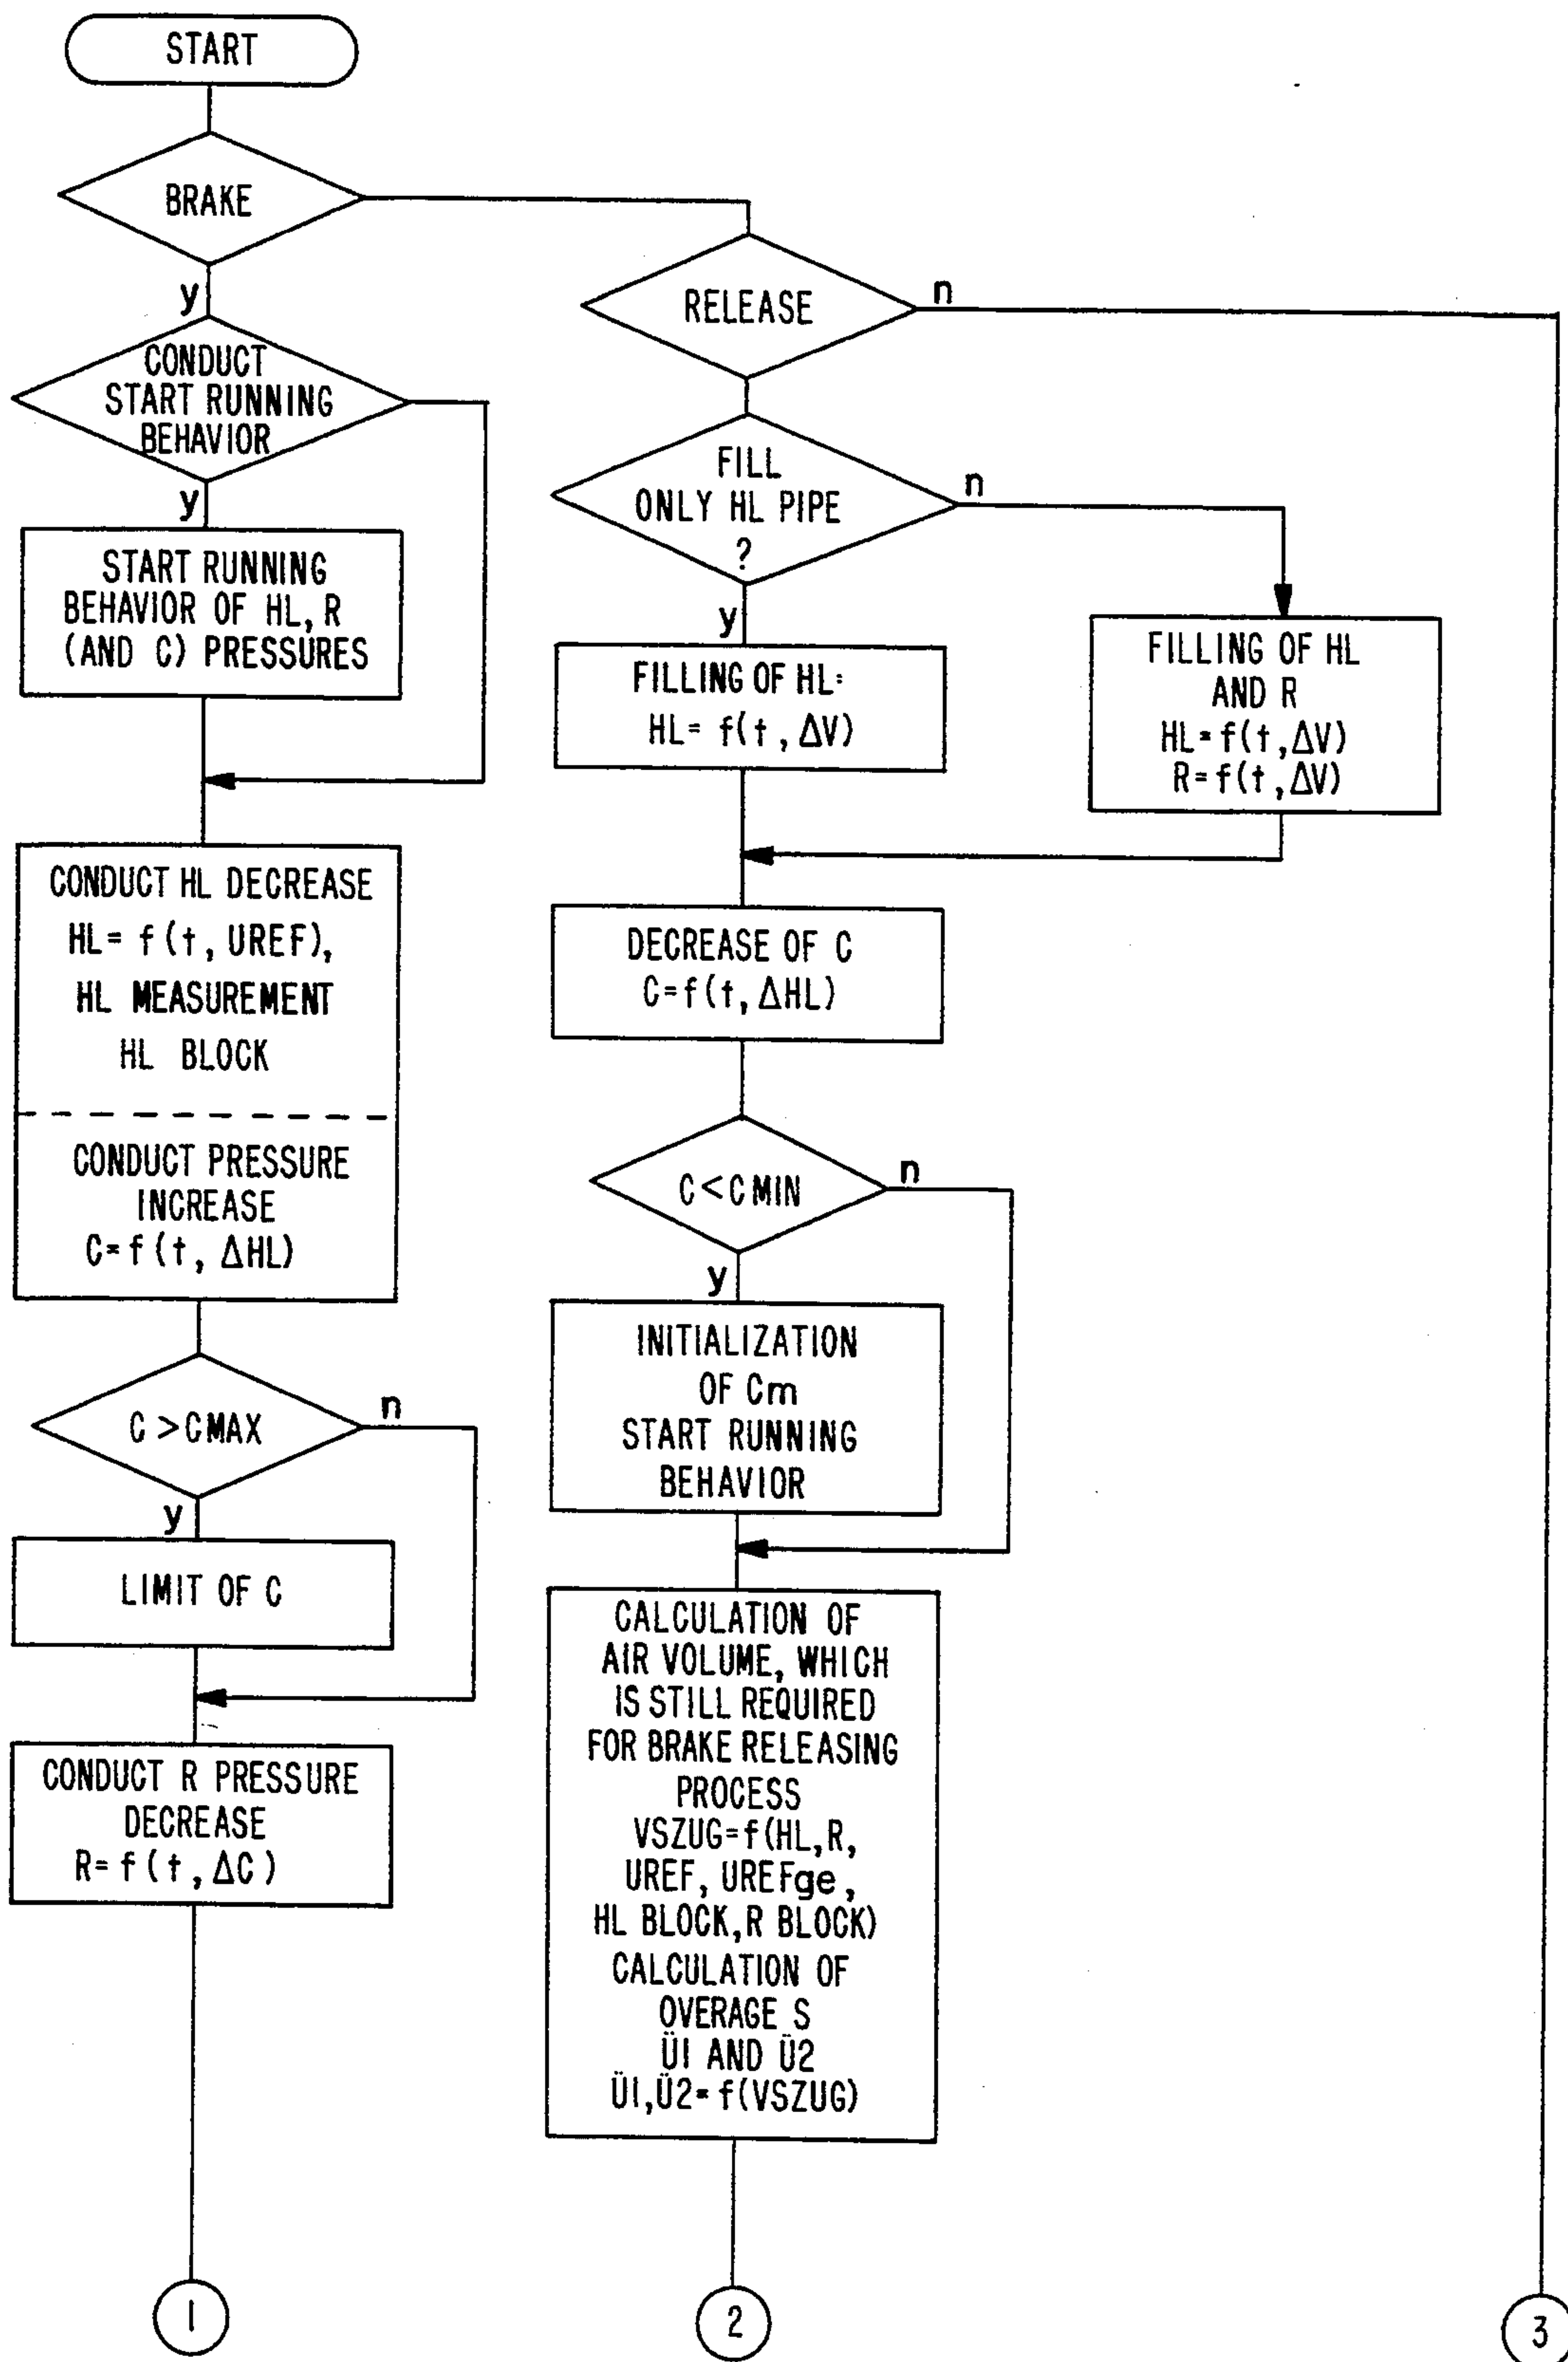 START
BRAKE
y
CONDUCT
START RUNNING
BEHAVIOR
y
START RUNNING
BEHAVIOR OF HL, R
(AND C) PRESSURES
CONDUCT HL DECREASE
HL= f (t, UREF),
HL MEASUREMENT
HL BLOCK
CONDUCT PRESSURE
INCREASE
C=f (t, ΔHL)
C > CMAX
n
y
LIMIT OF C
CONDUCT R PRESSURE
DECREASE
R= f (t, ΔC)
1
RELEASE
n
FILL
ONLY HL PIPE
?
n
y
FILLING OF HL:
HL= f(t, ΔV)
FILLING OF HL
AND R
HL=f(t,ΔV)
R=f(t,ΔV)
DECREASE OF C
C=f(t, ΔHL)
C < C MIN
n
y
INITIALIZATION
OF Cm
START RUNNING
BEHAVIOR
CALCULATION OF
AIR VOLUME, WHICH
IS STILL REQUIRED
FOR BRAKE RELEASING
PROCESS
VSZUG=f(HL,R,
UREF, UREFge,
HL BLOCK,R BLOCK)
CALCULATION OF
OVERAGE S
Ü1 AND Ü2
Ü1,Ü2=f(VSZUG)
2
3